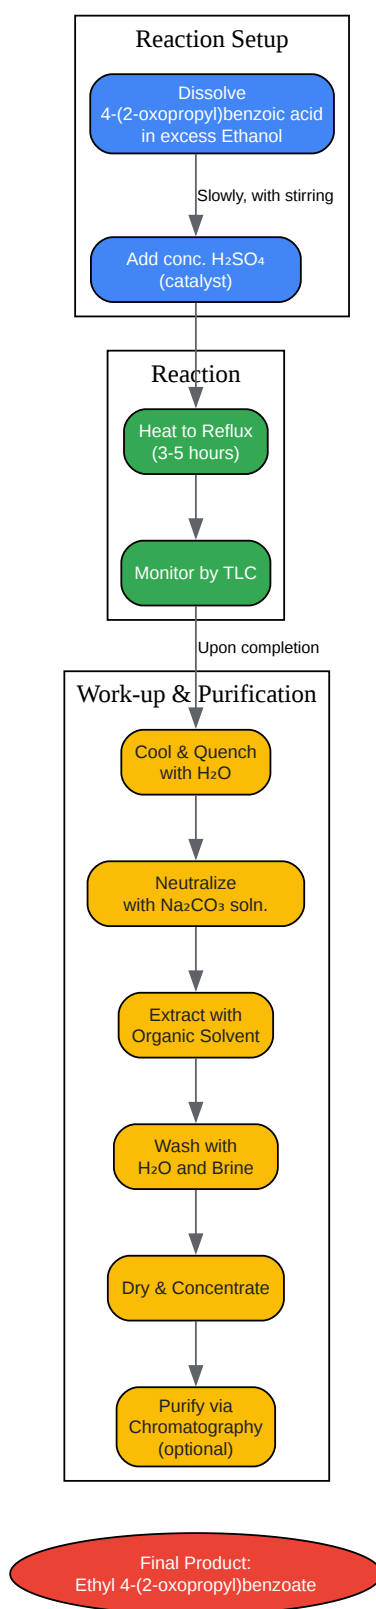 Reaction Setup
Dissolve
4-(2-oxopropyl)benzoic acid
in excess Ethanol
Slowly, with stirring
Add conc. H₂SO₄
(catalyst)
Reaction
Heat to Reflux
(3-5 hours)
Monitor by TLC
Upon completion
Work-up & Purification
Cool & Quench
with H₂O
Neutralize
with Na₂CO₃ soln.
Extract with
Organic Solvent
Wash with
H₂O and Brine
Dry & Concentrate
Purify via
Chromatography
(optional)
Final Product:
Ethyl 4-(2-oxopropyl)benzoate